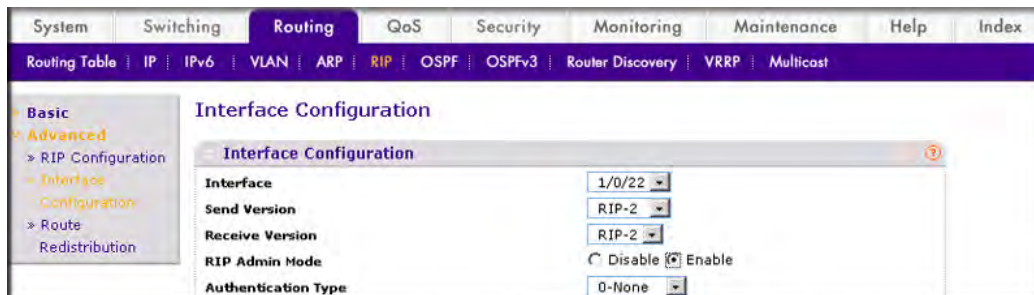 System Switching Routing QoS Security Monitoring Maintenance Help Index
Routing Table IP IPv6 VLAN ARP RIP OSPF OSPFv3 Router Discovery VRRP Multicast
Basic
Advanced
» RIP Configuration
» Interface
Configuration
» Route
Redistribution
Interface Configuration
Interface Configuration ?
Interface 1/0/22
Send Version RIP-2
Receive Version RIP-2
RIP Admin Mode Disable Enable
Authentication Type 0-None